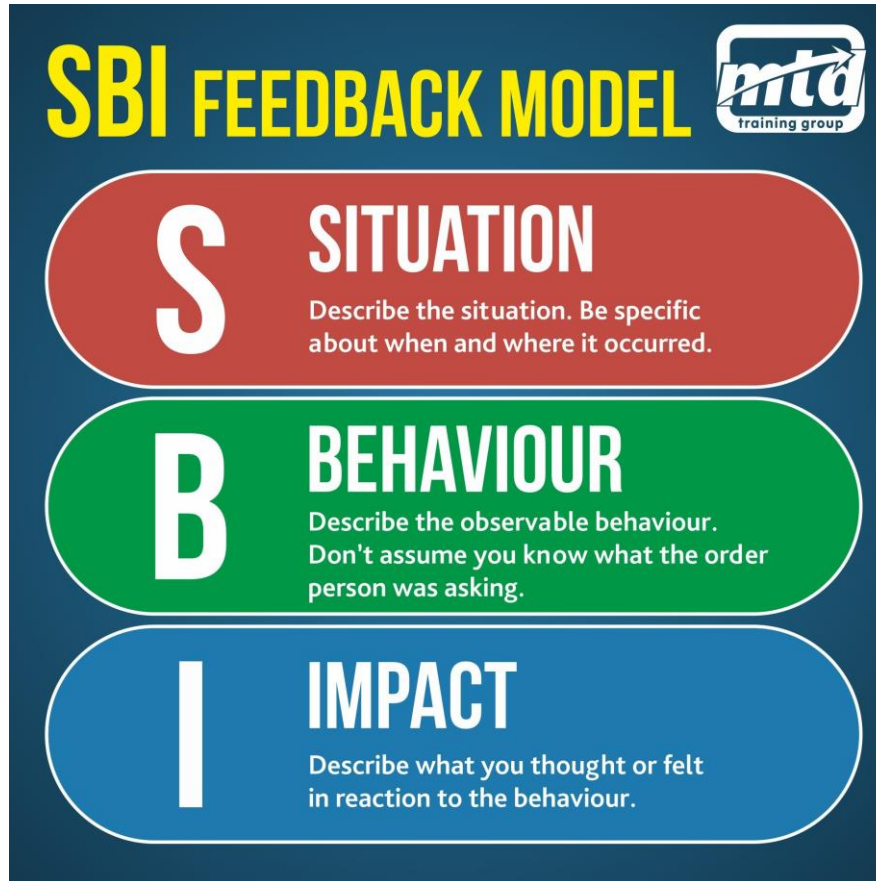 SBI FEEDBACK MODEL
mtd
training group
S
SITUATION
Describe the situation. Be specific
about when and where it occurred.
B
BEHAVIOUR
Describe the observable behaviour.
Don't assume you know what the order
person was asking.
I
IMPACT
Describe what you thought or felt
in reaction to the behaviour.